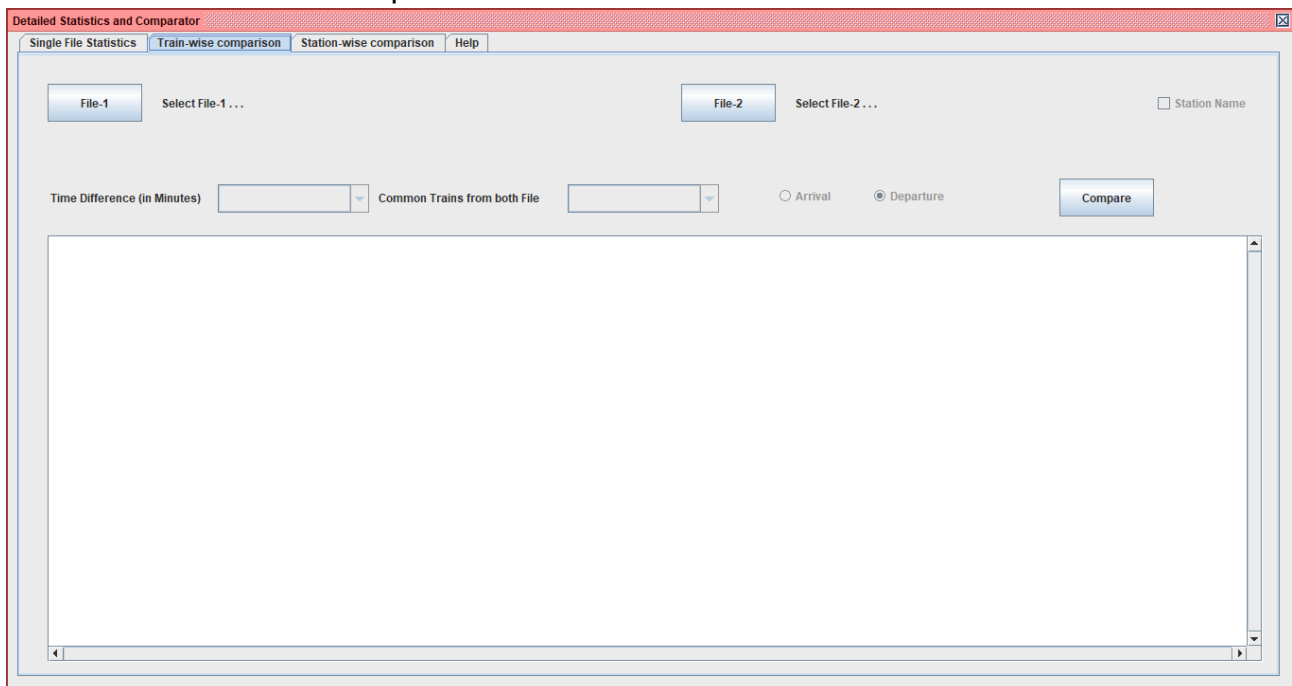 Detailed Statistics and Comparator
Single File Statistics Train-wise comparison Station-wise comparison Help
File-1 Select File-1 . . . File-2 Select File-2 . . . Station Name
Time Difference (in Minutes) Common Trains from both File Arrival Departure Compare